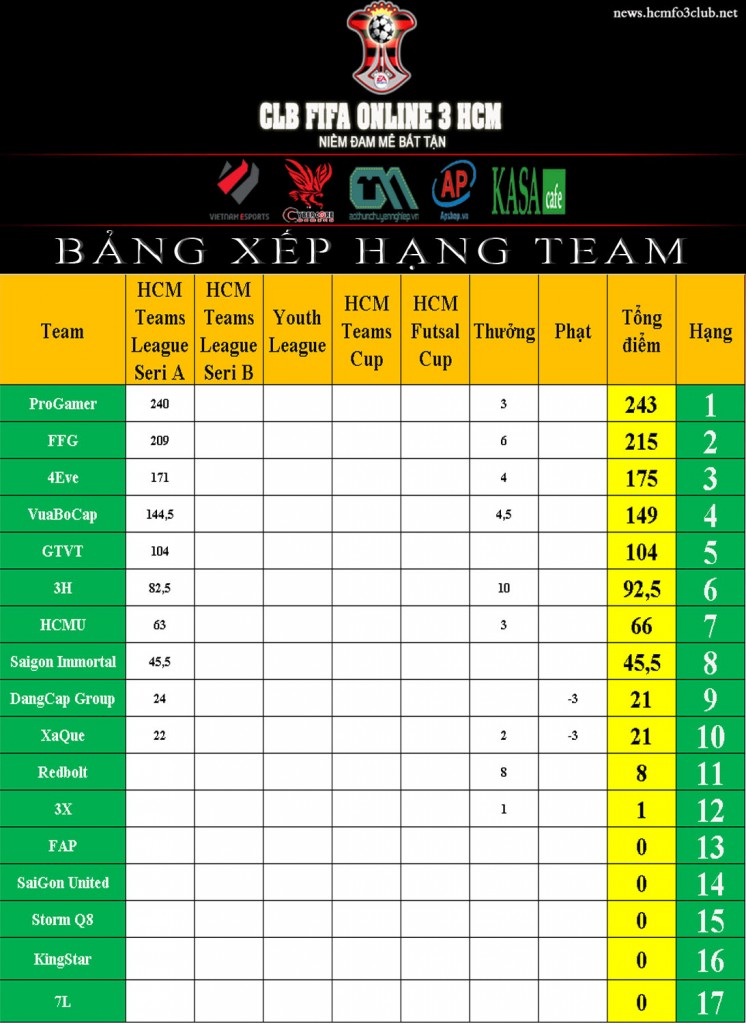 news.hcmfo3club.net
EA
CLB FIFA ONLINE 3 HCM
NIỀM ĐAM MÊ BẤT TẬN
VIETNAM ESPORTS
CYBERCORE
aothunchuyennghiep.vn
AP
Apshop.vn
KASA cafe
BẢNG XẾP HẠNG TEAM
Team HCM Teams League Seri A HCM Teams League Seri B Youth League HCM Teams Cup HCM Futsal Cup Thưởng Phạt Tổng điểm Hạng
ProGamer 240 3 243 1
FFG 209 6 215 2
4Eve 171 4 175 3
VuaBoCap 144,5 4,5 149 4
GTVT 104 104 5
3H 82,5 10 92,5 6
HCMU 63 3 66 7
Saigon Immortal 45,5 45,5 8
DangCap Group 24 -3 21 9
XaQue 22 2 -3 21 10
Redbolt 8 8 11
3X 1 1 12
FAP 0 13
SaiGon United 0 14
Storm Q8 0 15
KingStar 0 16
7L 0 17